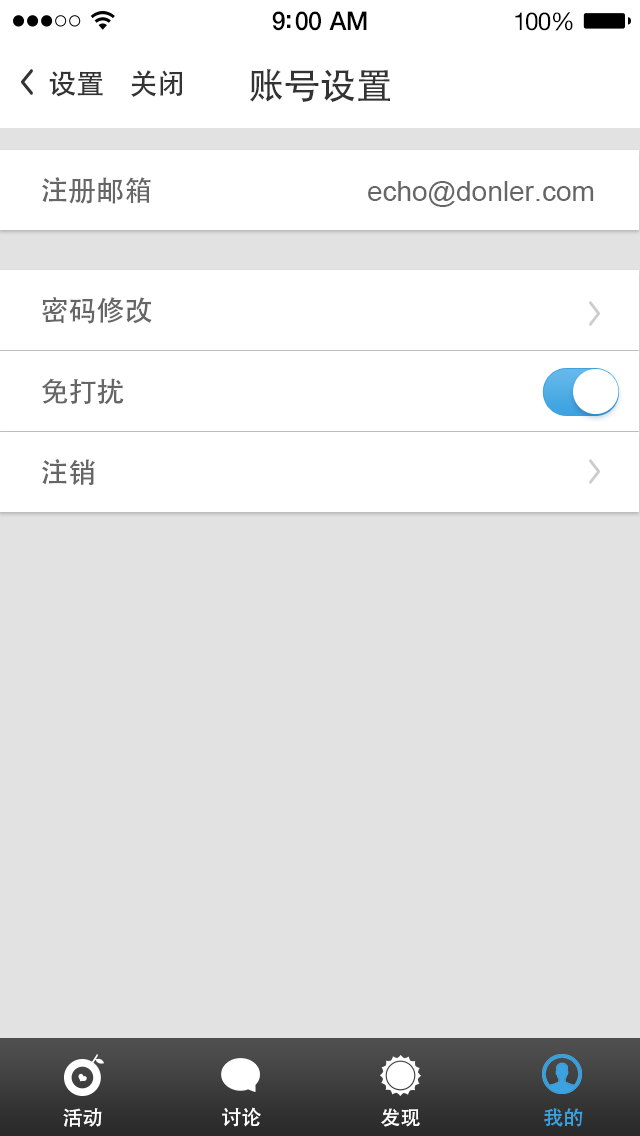 9:00 AM 100%
设置 关闭 账号设置
注册邮箱 echo@donler.com
密码修改
免打扰
注销
活动 讨论 发现 我的